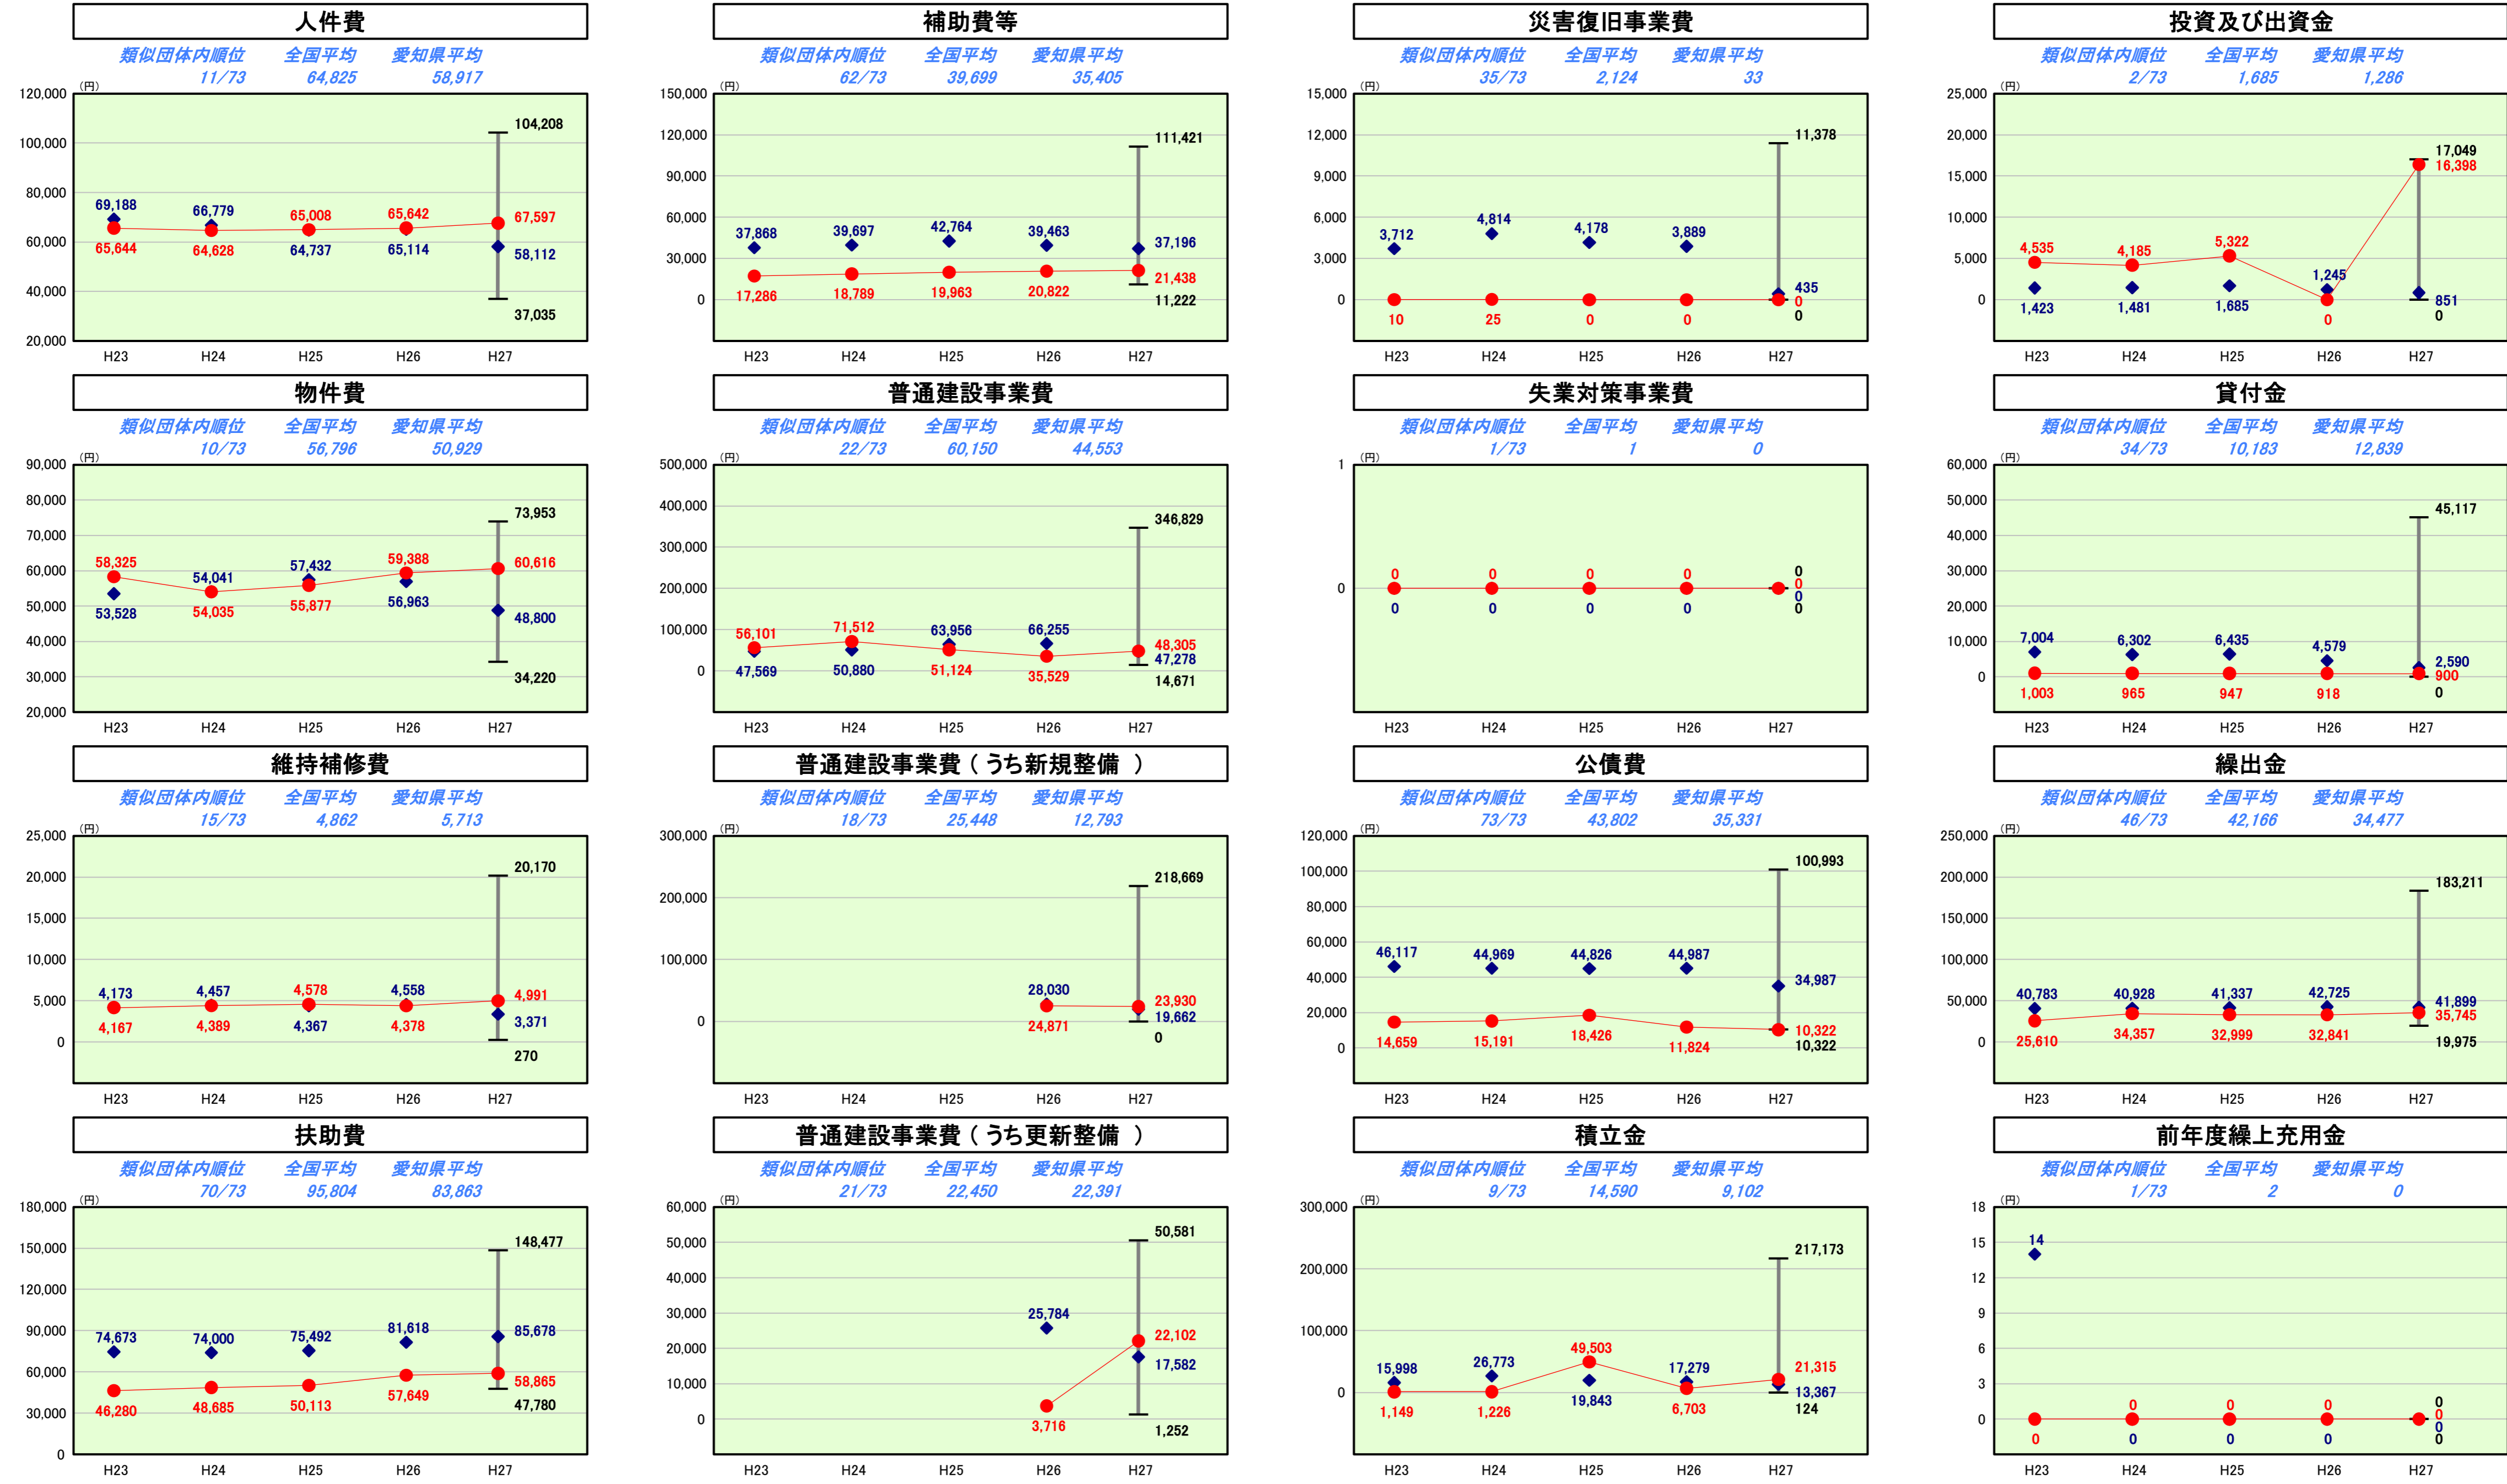 人件費
類似団体内順位 全国平均 愛知県平均
11/73 64,825 58,917
(円)
120,000
100,000
80,000
60,000
40,000
20,000
104,208
69,188 66,779 65,008 65,642 67,597
65,644 64,628 64,737 65,114 58,112
37,035
H23 H24 H25 H26 H27
補助費等
類似団体内順位 全国平均 愛知県平均
62/73 39,699 35,405
(円)
150,000
120,000
90,000
60,000
30,000
0
111,421
37,868 39,697 42,764 39,463 37,196
17,286 18,789 19,963 20,822 21,438
11,222
H23 H24 H25 H26 H27
災害復旧事業費
類似団体内順位 全国平均 愛知県平均
35/73 2,124 33
(円)
15,000
12,000
9,000
6,000
3,000
0
11,378
3,712 4,814 4,178 3,889 435
10 25 0 0 0
0
H23 H24 H25 H26 H27
投資及び出資金
類似団体内順位 全国平均 愛知県平均
2/73 1,685 1,286
(円)
25,000
20,000
15,000
10,000
5,000
0
17,049
16,398
4,535 4,185 5,322 1,245
1,423 1,481 1,685 0 851
0
H23 H24 H25 H26 H27
物件費
類似団体内順位 全国平均 愛知県平均
10/73 56,796 50,929
(円)
90,000
80,000
70,000
60,000
50,000
40,000
30,000
20,000
73,953
58,325 54,041 57,432 59,388 60,616
53,528 54,035 55,877 56,963 48,800
34,220
H23 H24 H25 H26 H27
普通建設事業費
類似団体内順位 全国平均 愛知県平均
22/73 60,150 44,553
(円)
500,000
400,000
300,000
200,000
100,000
0
346,829
56,101 71,512 63,956 66,255 48,305
47,569 50,880 51,124 35,529 47,278
14,671
H23 H24 H25 H26 H27
失業対策事業費
類似団体内順位 全国平均 愛知県平均
1/73 1 0
(円)
1
0
0
0 0 0 0 0
0 0 0 0 0
0
H23 H24 H25 H26 H27
貸付金
類似団体内順位 全国平均 愛知県平均
34/73 10,183 12,839
(円)
60,000
50,000
40,000
30,000
20,000
10,000
0
45,117
7,004 6,302 6,435 4,579 2,590
1,003 965 947 918 900
0
H23 H24 H25 H26 H27
維持補修費
類似団体内順位 全国平均 愛知県平均
15/73 4,862 5,713
(円)
25,000
20,000
15,000
10,000
5,000
0
20,170
4,173 4,457 4,578 4,558 4,991
4,167 4,389 4,367 4,378 3,371
270
H23 H24 H25 H26 H27
普通建設事業費（うち新規整備 ）
類似団体内順位 全国平均 愛知県平均
18/73 25,448 12,793
(円)
300,000
200,000
100,000
0
218,669
28,030 23,930
24,871 19,662
0
H23 H24 H25 H26 H27
公債費
類似団体内順位 全国平均 愛知県平均
73/73 43,802 35,331
(円)
120,000
100,000
80,000
60,000
40,000
20,000
0
100,993
46,117 44,969 44,826 44,987 34,987
14,659 15,191 18,426 11,824 10,322
10,322
H23 H24 H25 H26 H27
繰出金
類似団体内順位 全国平均 愛知県平均
46/73 42,166 34,477
(円)
250,000
200,000
150,000
100,000
50,000
0
183,211
40,783 40,928 41,337 42,725 41,899
25,610 34,357 32,999 32,841 35,745
19,975
H23 H24 H25 H26 H27
扶助費
類似団体内順位 全国平均 愛知県平均
70/73 95,804 83,863
(円)
180,000
150,000
120,000
90,000
60,000
30,000
0
148,477
74,673 74,000 75,492 81,618 85,678
46,280 48,685 50,113 57,649 58,865
47,780
H23 H24 H25 H26 H27
普通建設事業費（うち更新整備 ）
類似団体内順位 全国平均 愛知県平均
21/73 22,450 22,391
(円)
60,000
50,000
40,000
30,000
20,000
10,000
0
50,581
25,784 22,102
3,716 17,582
1,252
H23 H24 H25 H26 H27
積立金
類似団体内順位 全国平均 愛知県平均
9/73 14,590 9,102
(円)
300,000
200,000
100,000
0
217,173
15,998 26,773 49,503 17,279 21,315
1,149 1,226 19,843 6,703 13,367
124
H23 H24 H25 H26 H27
前年度繰上充用金
類似団体内順位 全国平均 愛知県平均
1/73 2 0
(円)
18
15
12
9
6
3
0
14
0
0 0 0 0
0 0 0 0 0
0
H23 H24 H25 H26 H27